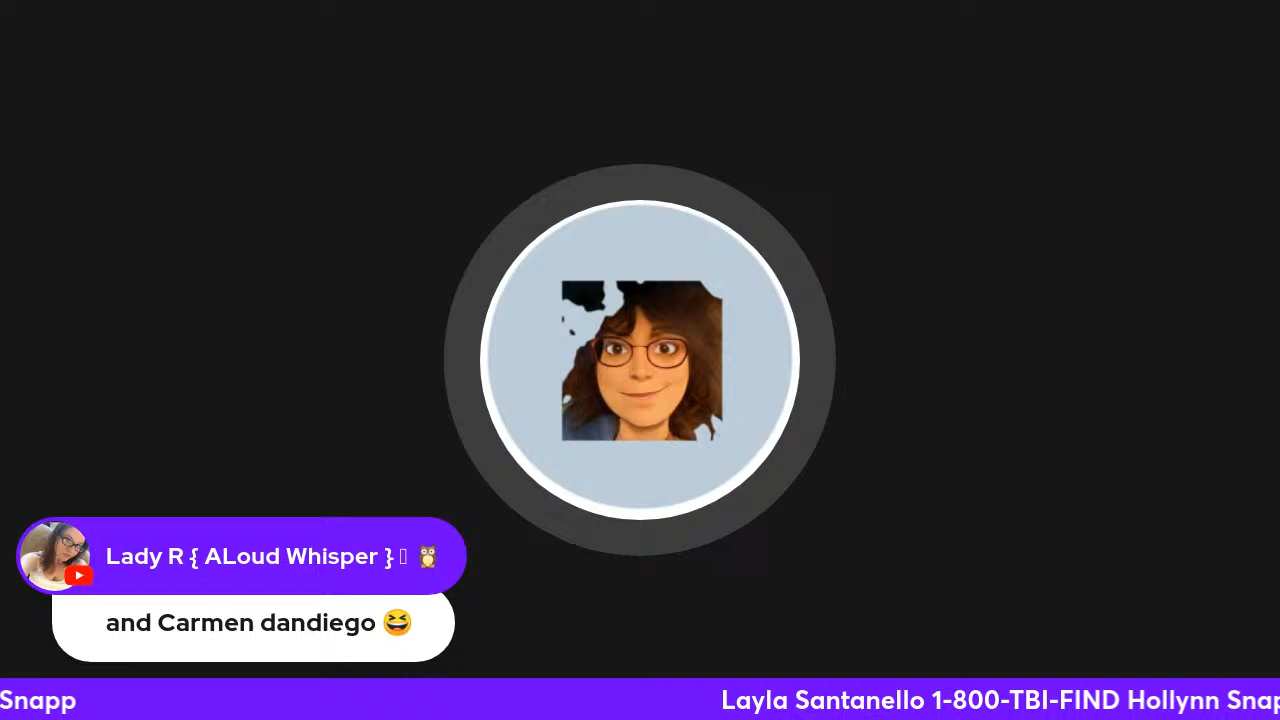 Lady R { ALoud Whisper } 🦉
and Carmen dandiego 😆
Snapp Layla Santanello 1-800-TBI-FIND Hollynn Snap